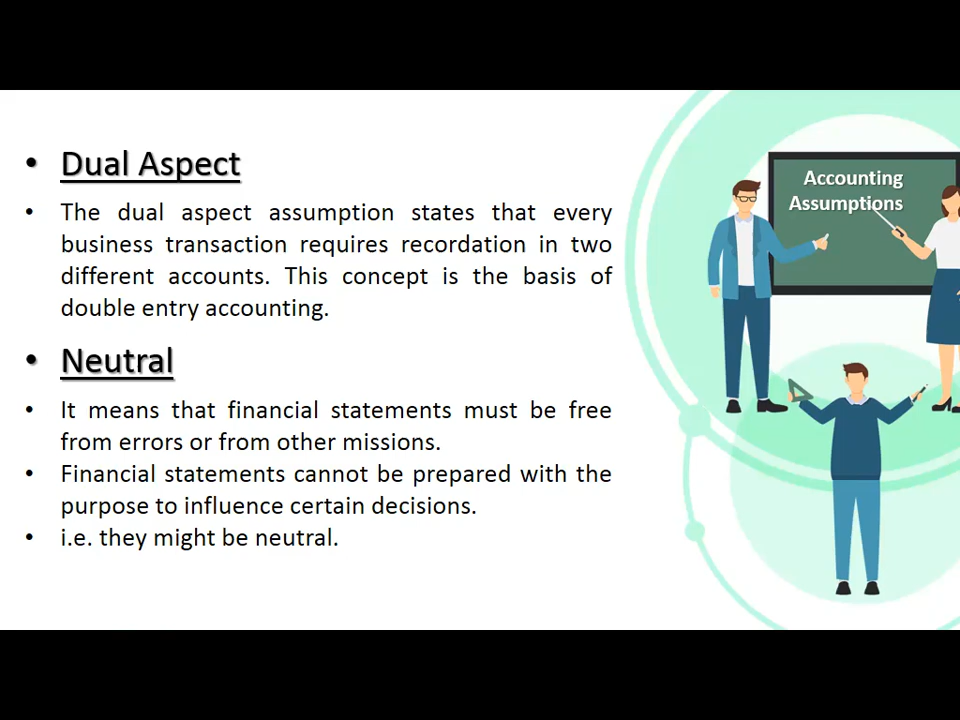 • Dual Aspect
• The dual aspect assumption states that every
business transaction requires recordation in two
different accounts. This concept is the basis of
double entry accounting.
• Neutral
• It means that financial statements must be free
from errors or from other missions.
• Financial statements cannot be prepared with the
purpose to influence certain decisions.
• i.e. they might be neutral.
Accounting
Assumptions